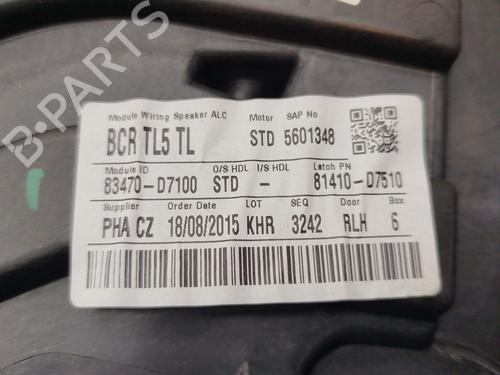 Module Wiring Speaker ALC Motor SAP No
BCR TL5 TL STD 5601348
Module ID O/S HDL I/S HDL Latch PN
83470-D7100 STD - 81410-D7510
Supplier Order Date LOT SEQ Door Box
PHA CZ 18/08/2015 KHR 3242 RLH 6
B-PARTS